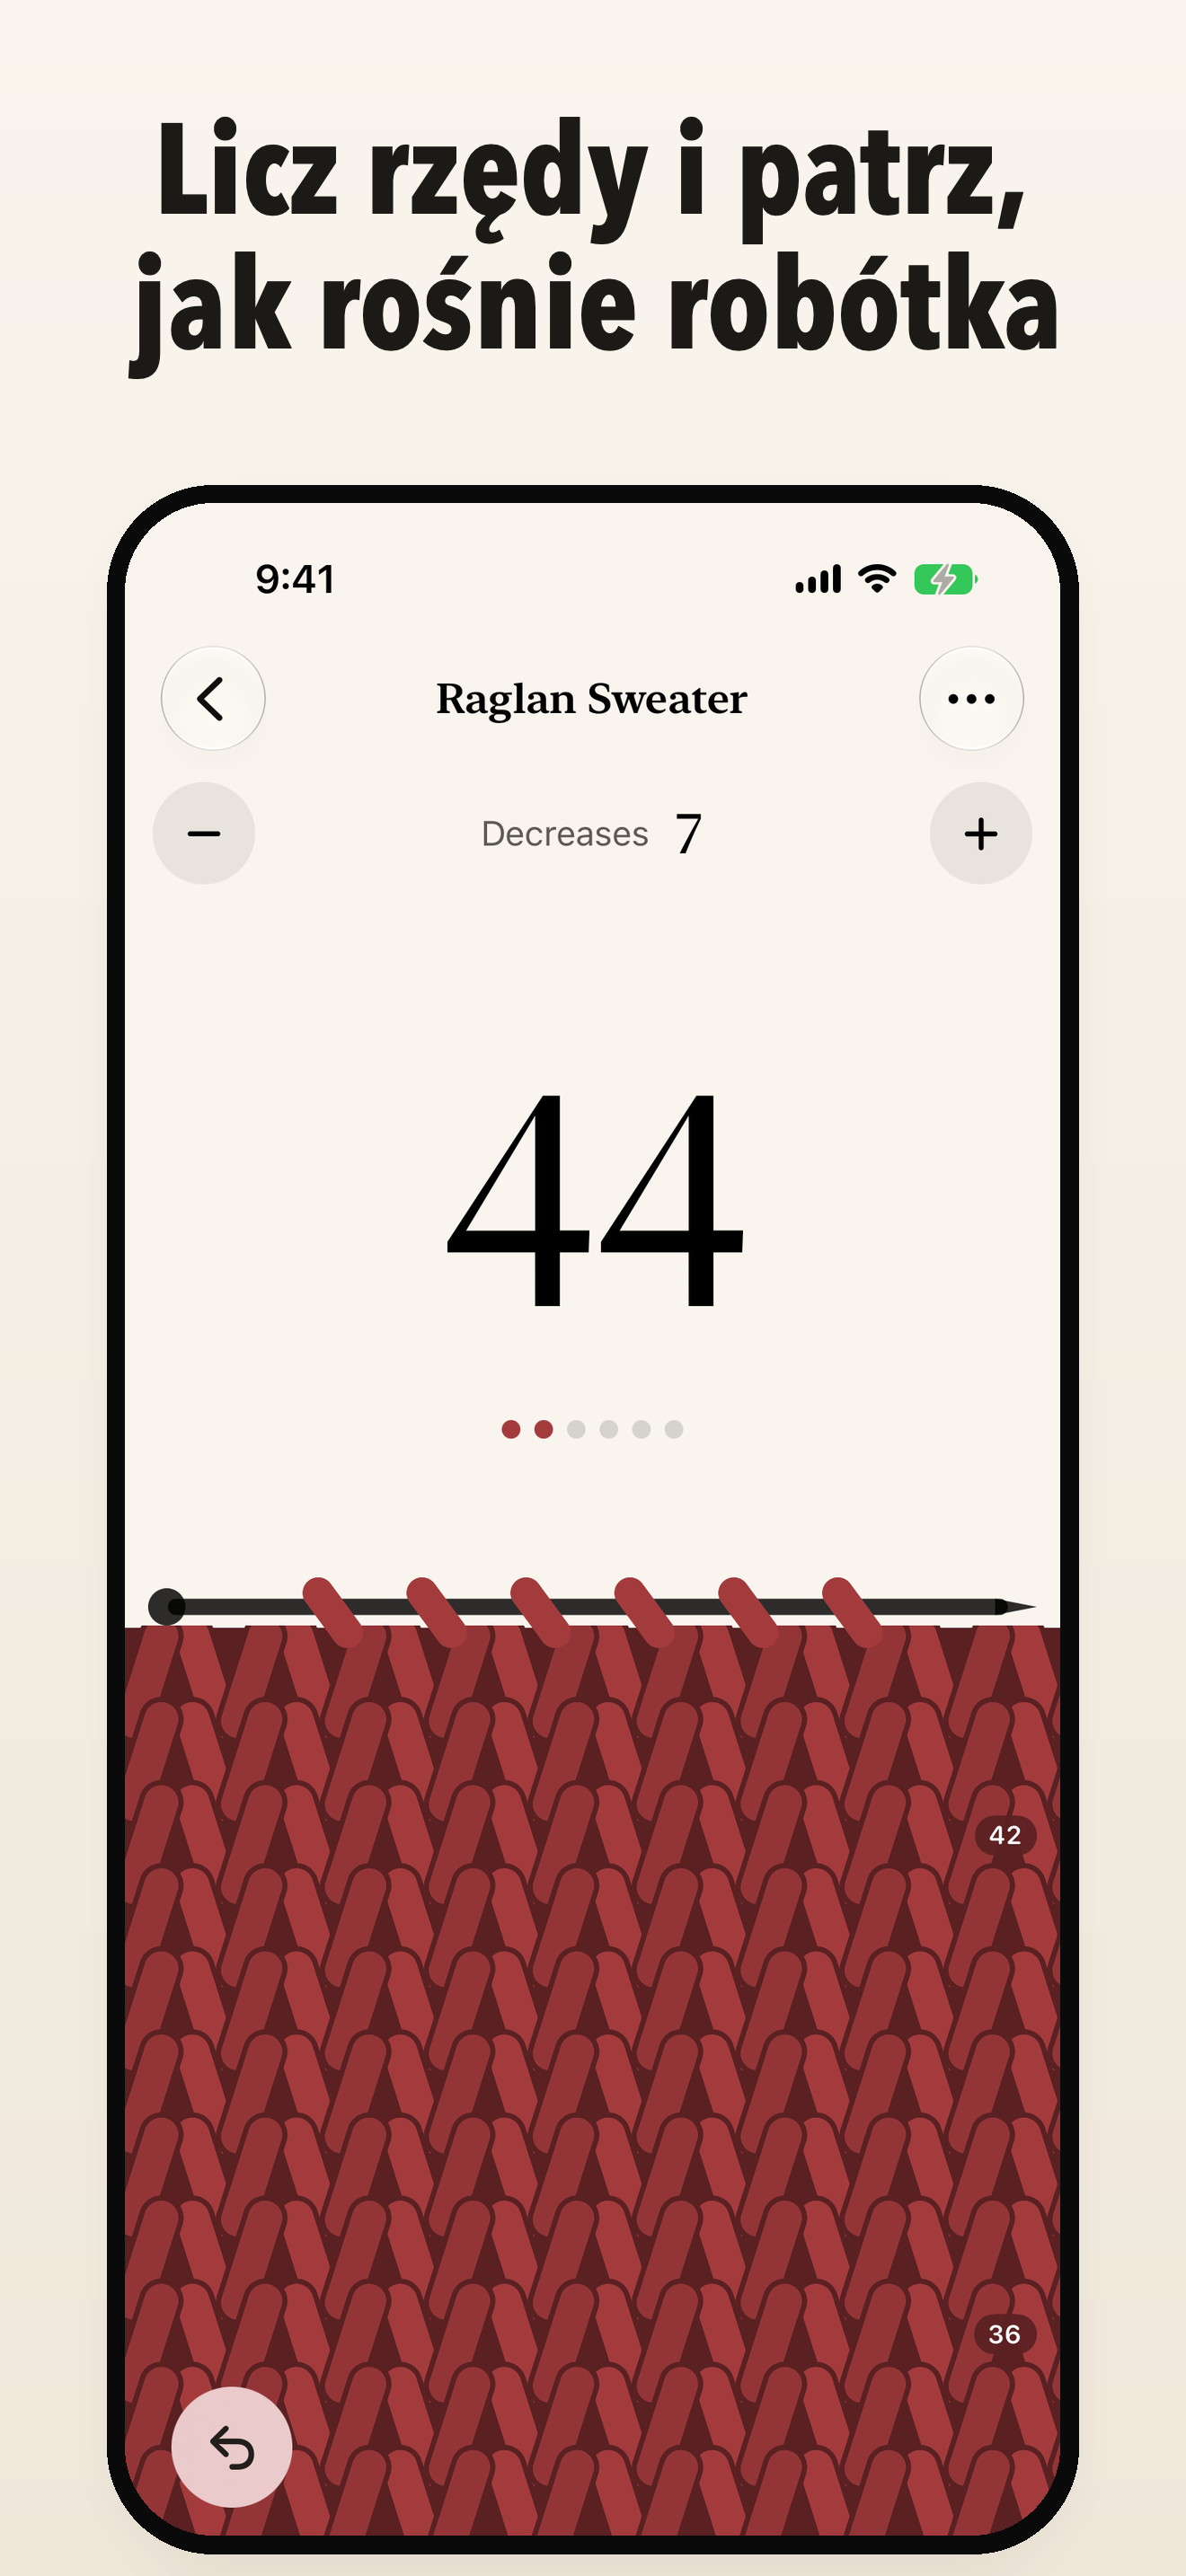 Licz rzędy i patrz,
jak rośnie robótka
9:41
Raglan Sweater
Decreases 7
44
42
36